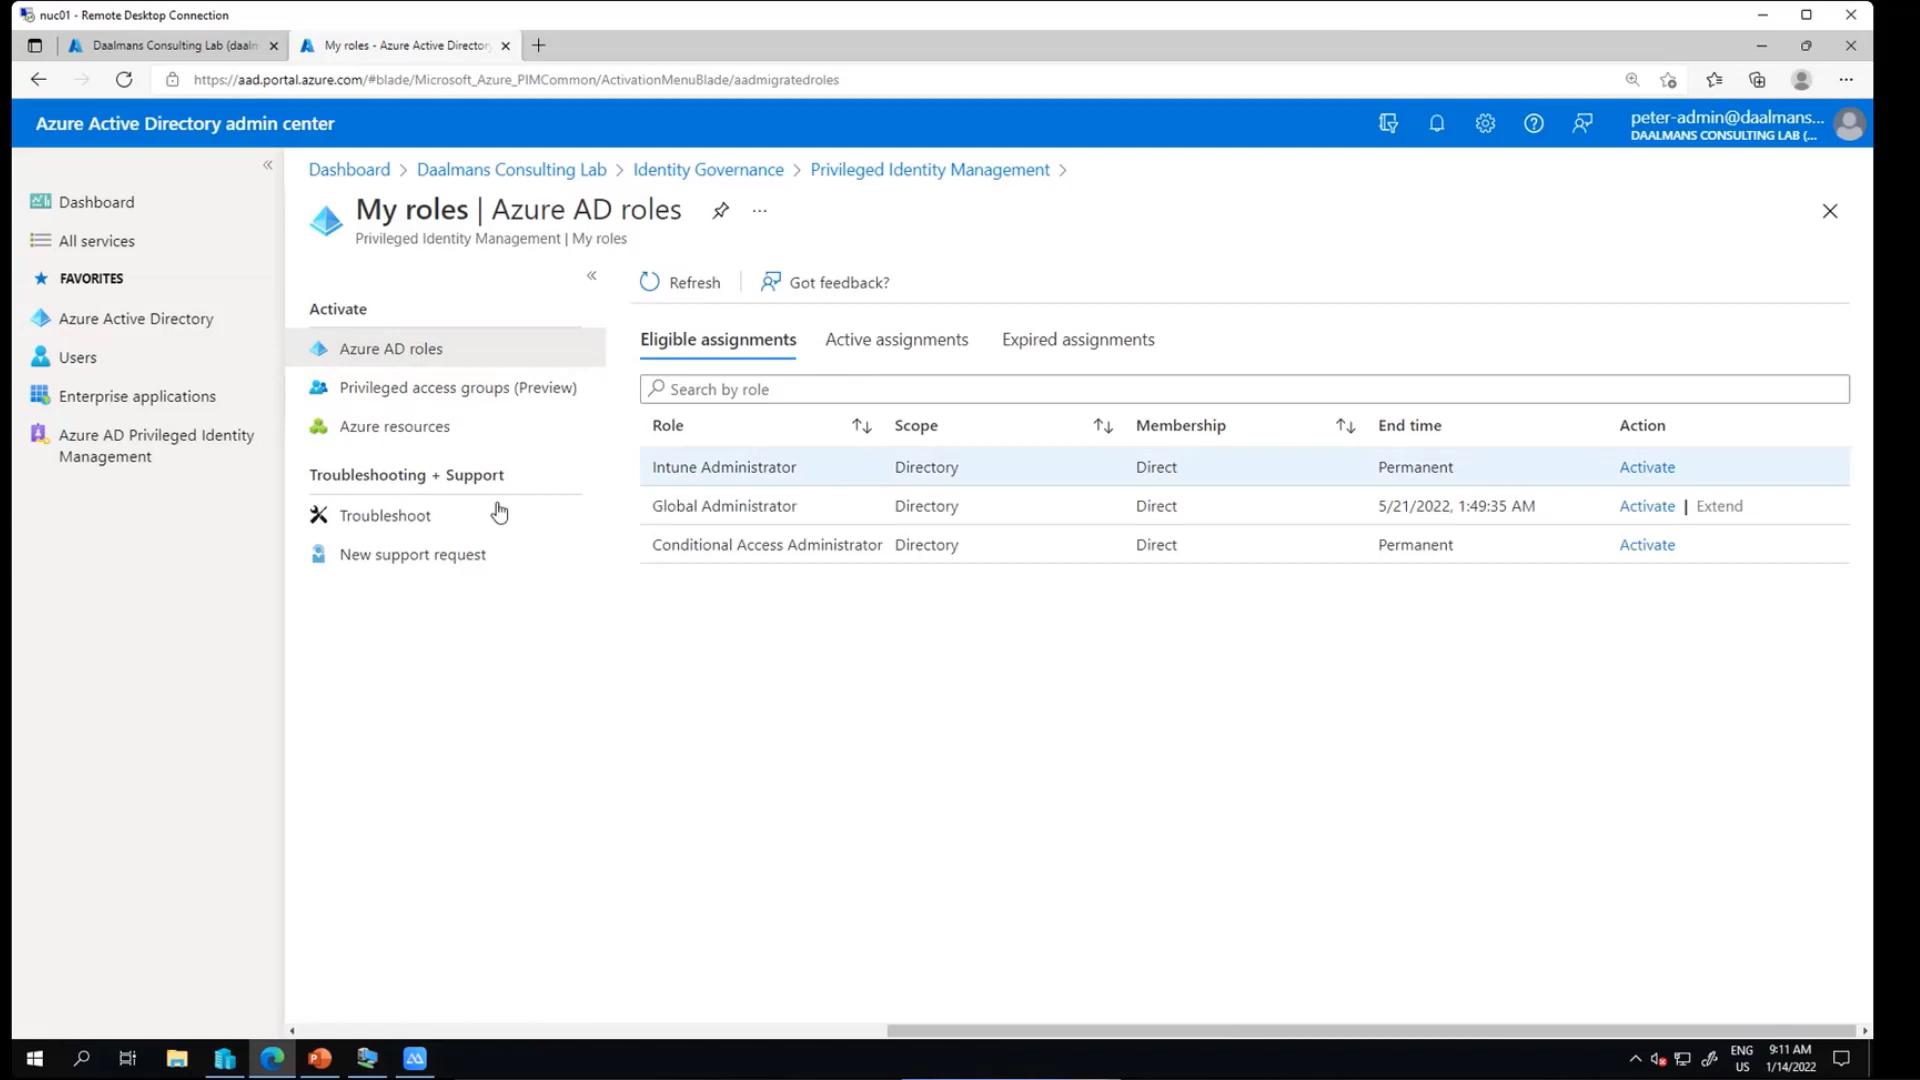 nuc01 - Remote Desktop Connection
Daalmans Consulting Lab (daaln
My roles - Azure Active Directory
https://aad.portal.azure.com/#blade/Microsoft_Azure_PIMCommon/ActivationMenuBlade/aadmigratedroles
Azure Active Directory admin center
peter-admin@daalmans...
DAALMANS CONSULTING LAB (...
Dashboard
All services
FAVORITES
Azure Active Directory
Users
Enterprise applications
Azure AD Privileged Identity
Management
Dashboard > Daalmans Consulting Lab > Identity Governance > Privileged Identity Management >
My roles | Azure AD roles
Privileged Identity Management | My roles
Activate
Azure AD roles
Privileged access groups (Preview)
Azure resources
Troubleshooting + Support
Troubleshoot
New support request
Refresh
Got feedback?
Eligible assignments Active assignments Expired assignments
Search by role
Role Scope Membership End time Action
Intune Administrator Directory Direct Permanent Activate
Global Administrator Directory Direct 5/21/2022, 1:49:35 AM Activate | Extend
Conditional Access Administrator Directory Direct Permanent Activate
ENG
US
9:11 AM
1/14/2022